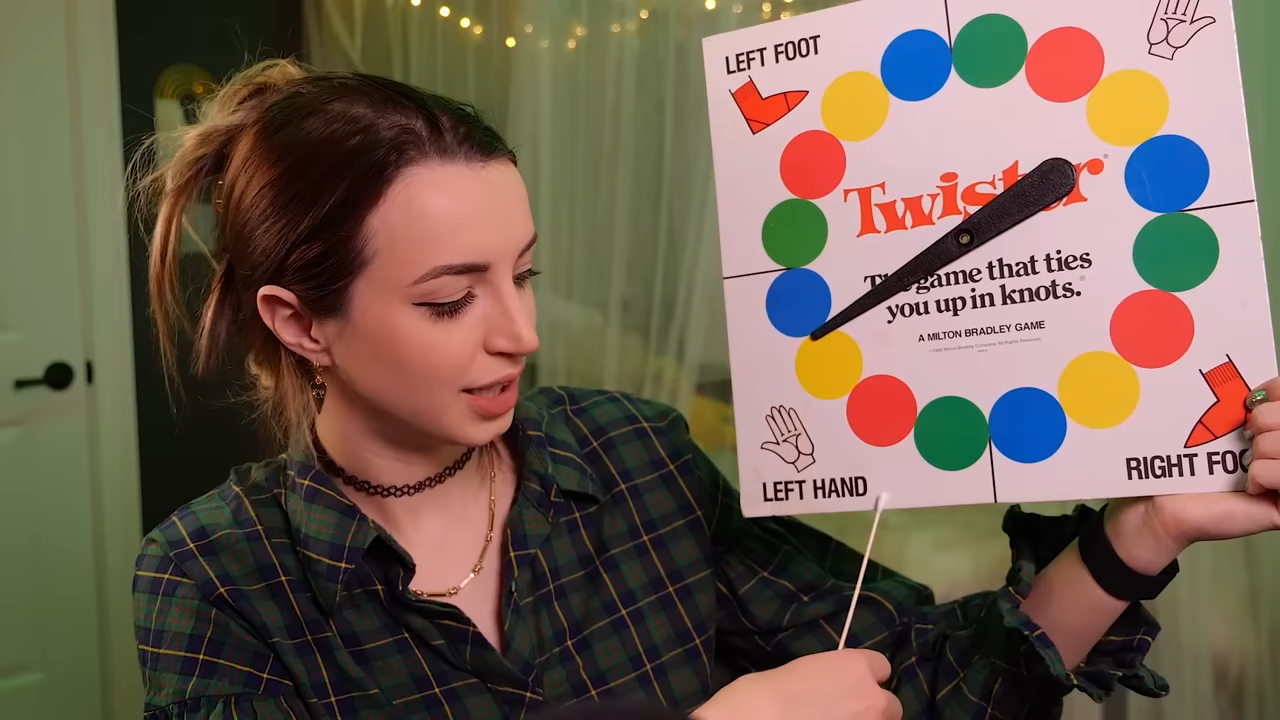 LEFT FOOT
Twister
The game that ties
you up in knots.
A MILTON BRADLEY GAME
LEFT HAND
RIGHT FOO